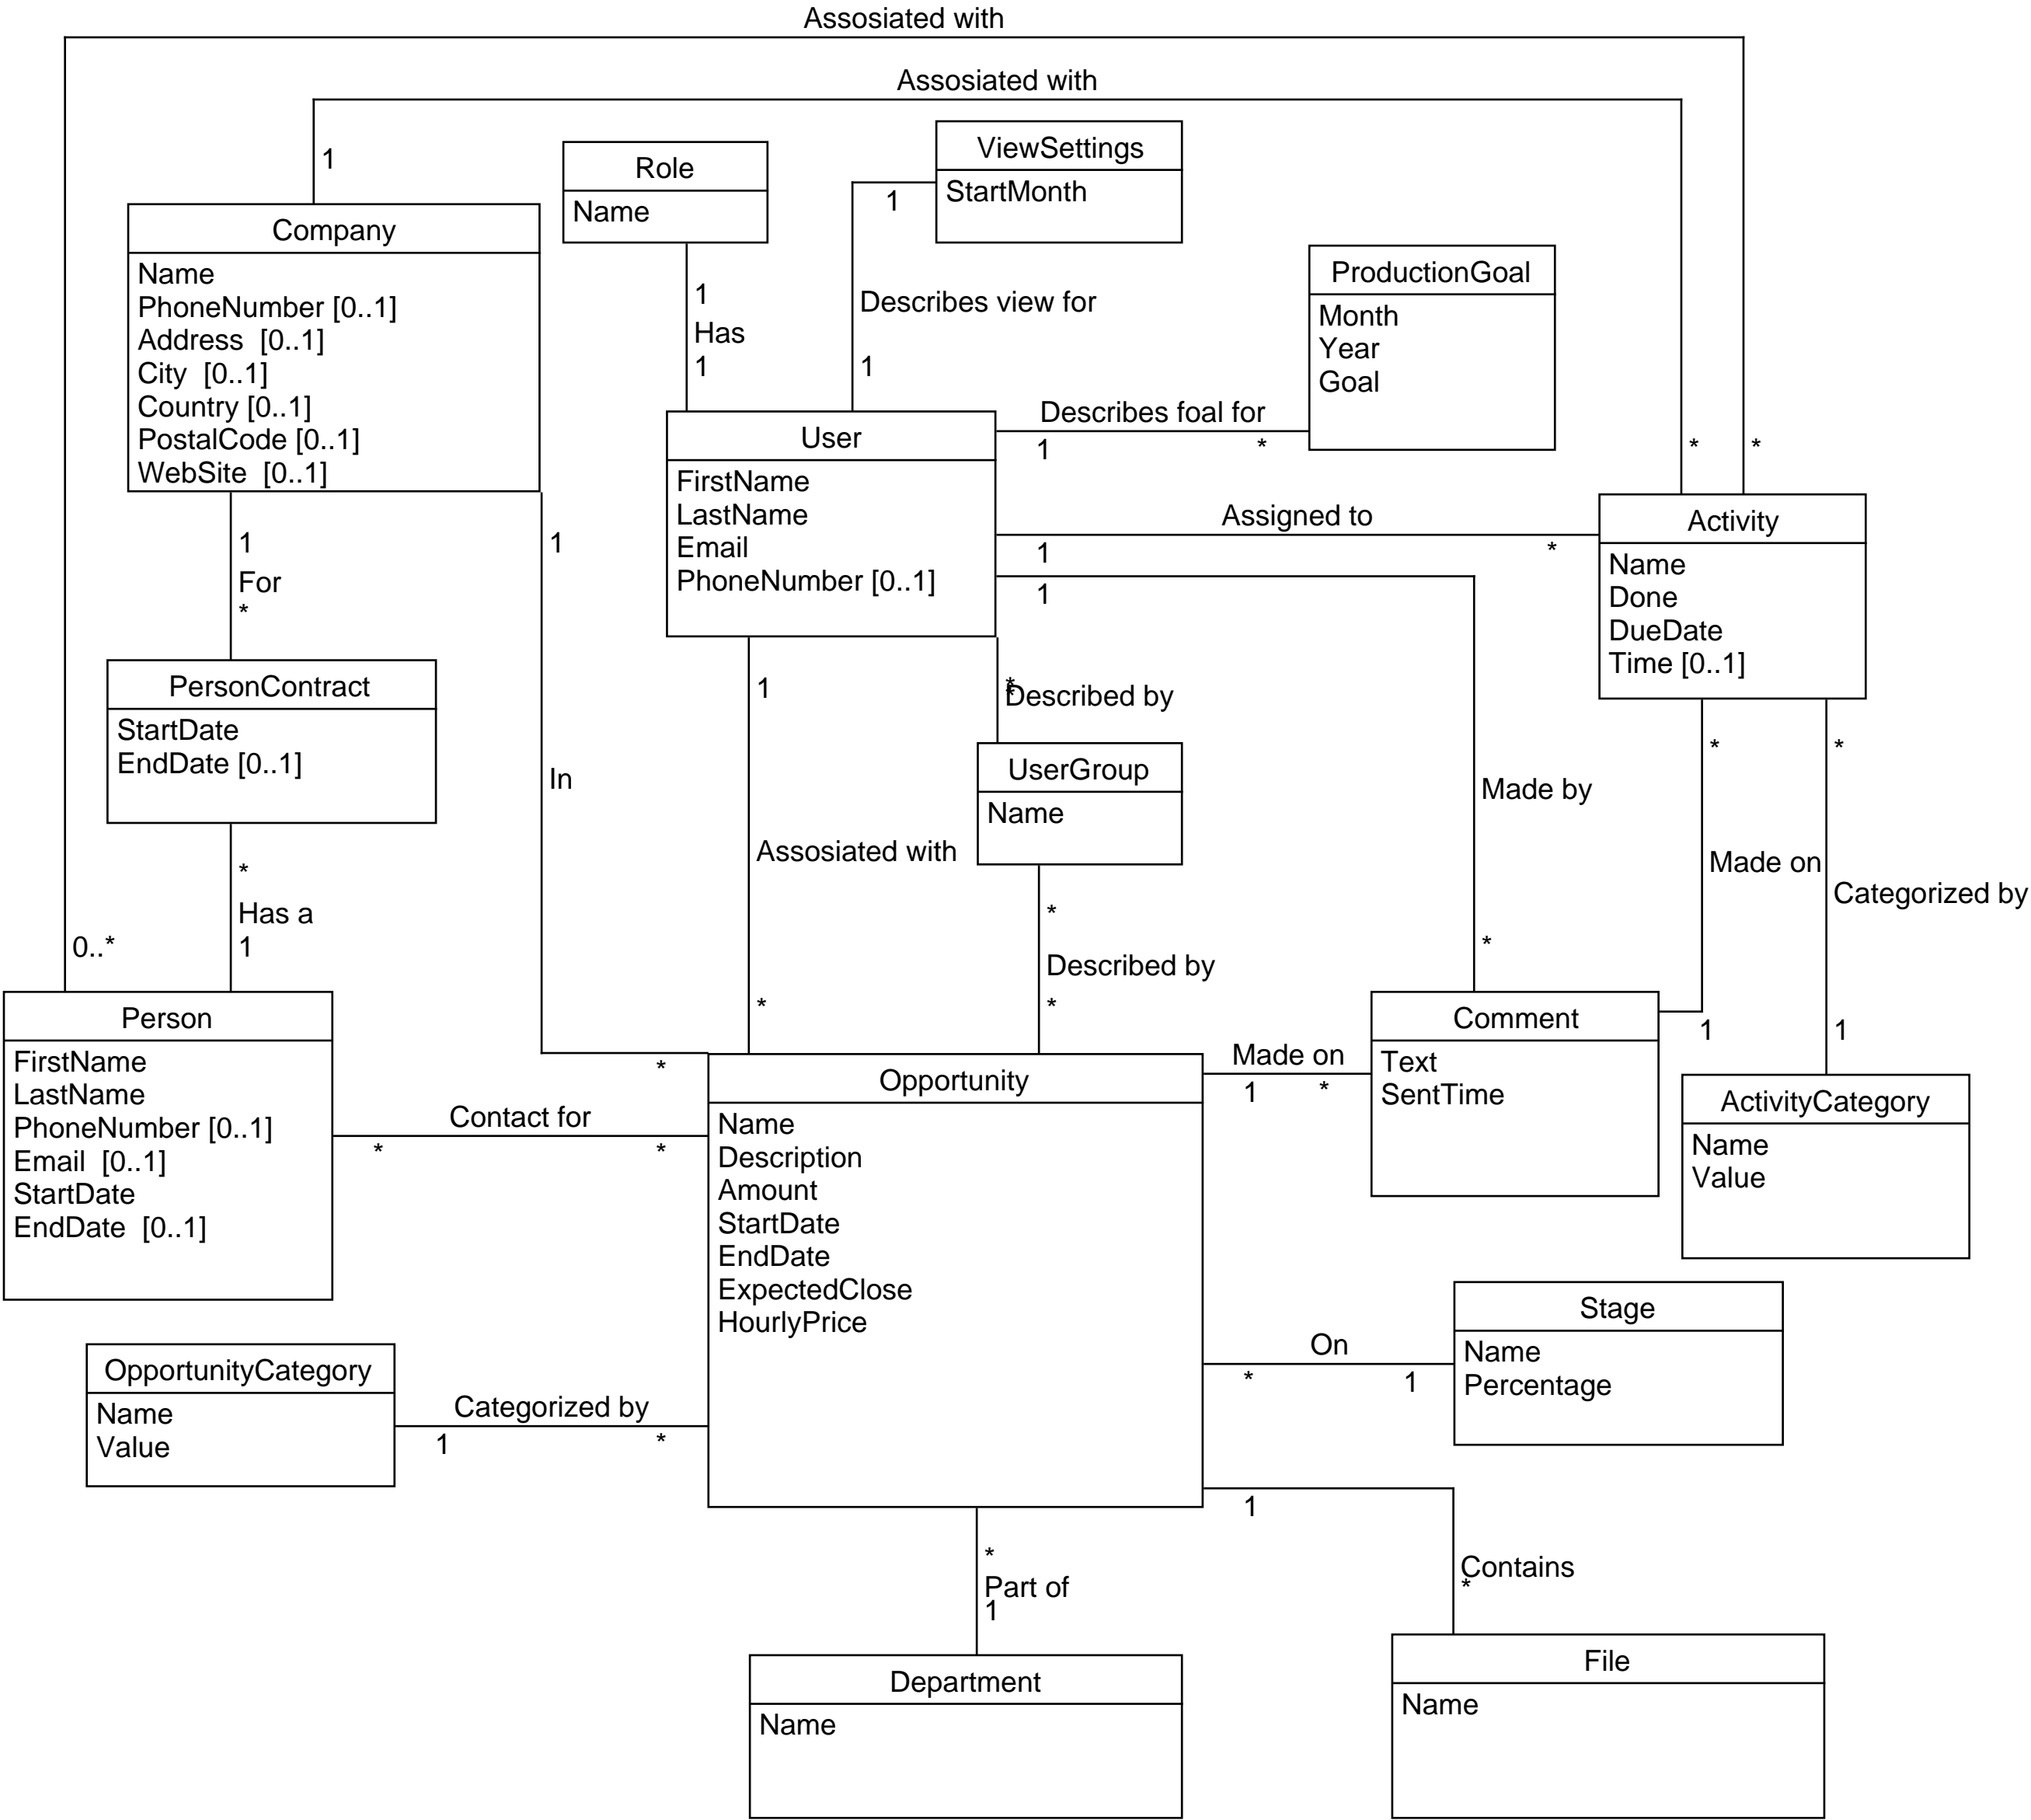 Assosiated with
Assosiated with
1
Role
Name
ViewSettings
StartMonth
1
Company
Name
PhoneNumber [0..1]
Address  [0..1]
City  [0..1]
Country [0..1]
PostalCode [0..1]
WebSite  [0..1]
1
Has
1
Describes view for
1
ProductionGoal
Month
Year
Goal
Describes foal for
1
*
*
*
User
FirstName
LastName
Email
PhoneNumber [0..1]
Assigned to
1
*
1
Activity
Name
Done
DueDate
Time [0..1]
1
For
*
1
In
PersonContract
StartDate
EndDate [0..1]
1
Assosiated with
*
*
*
Described by
UserGroup
Name
*
Described by
*
Made by
*
*
Made on
1
*
Categorized by
1
*
Has a
1
0..*
Person
FirstName
LastName
PhoneNumber [0..1]
Email  [0..1]
StartDate
EndDate  [0..1]
*
Contact for
*
*
Opportunity
Name
Description
Amount
StartDate
EndDate
ExpectedClose
HourlyPrice
Made on
1
*
Comment
Text
SentTime
ActivityCategory
Name
Value
Stage
Name
Percentage
On
*
1
OpportunityCategory
Name
Value
Categorized by
1
*
1
Contains
*
*
Part of
1
Department
Name
File
Name